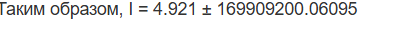 Таким образом, I = 4.921 ± 169909200.06095